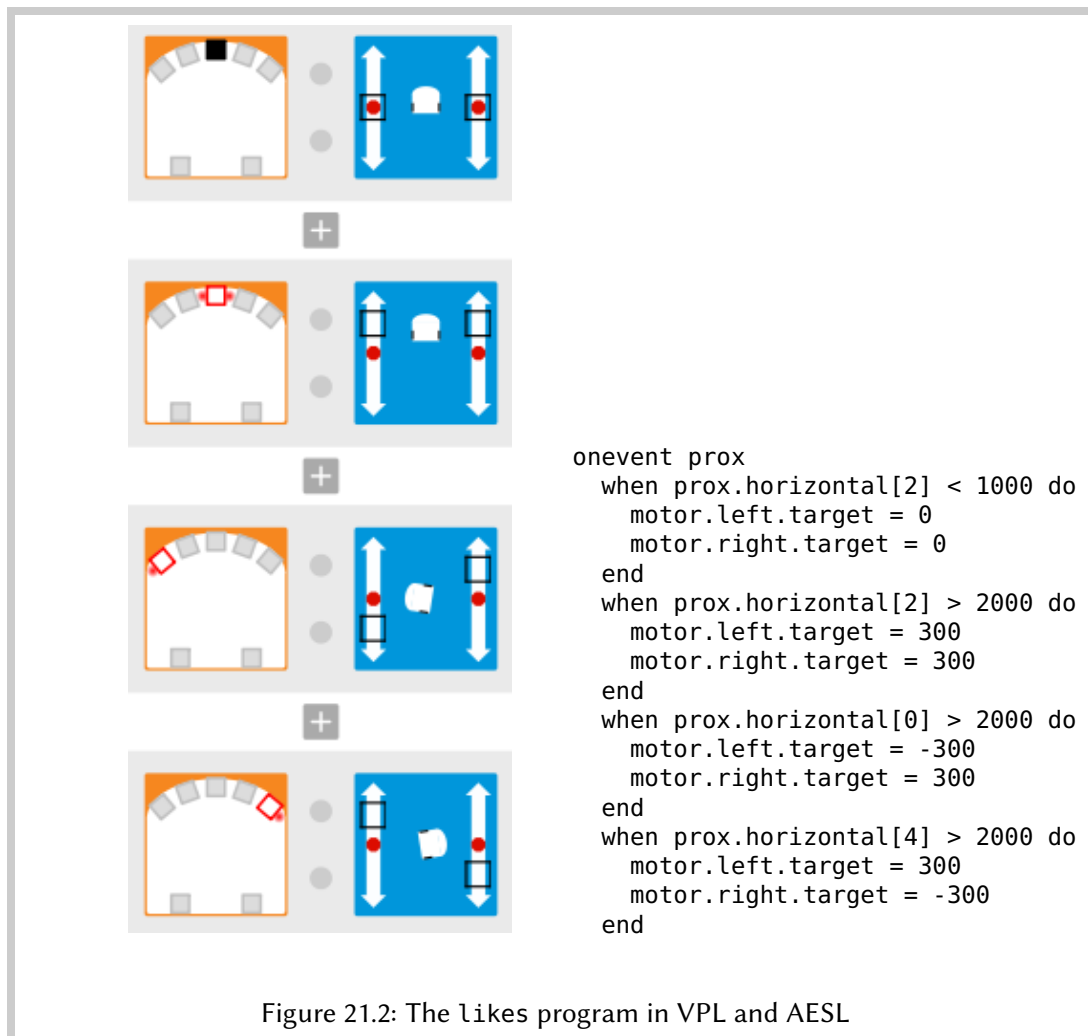 onevent prox
when prox.horizontal[2] < 1000 do
motor.left.target = 0
motor.right.target = 0
end
when prox.horizontal[2] > 2000 do
motor.left.target = 300
motor.right.target = 300
end
when prox.horizontal[0] > 2000 do
motor.left.target = -300
motor.right.target = 300
end
when prox.horizontal[4] > 2000 do
motor.left.target = 300
motor.right.target = -300
end
Figure 21.2: The likes program in VPL and AESL